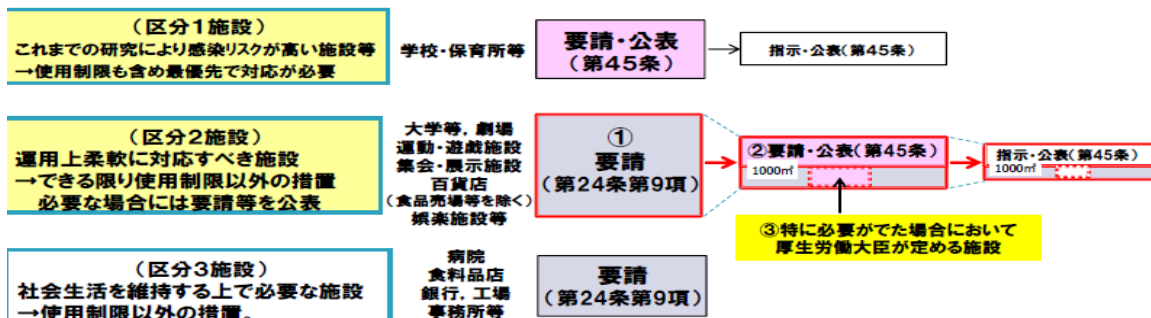 （区分１施設）
これまでの研究により感染リスクが高い施設等
→使用制限も含め最優先で対応が必要
学校・保育所等
要請・公表
（第４５条）
指示・公表（第４５条）
（区分２施設）
運用上柔軟に対応すべき施設
→できる限り使用制限以外の措置
必要な場合には要請等を公表
大学等，劇場
運動・遊戯施設
集会・展示施設
百貨店
（食品売場等を除く）
娯楽施設等
①
要請
（第２４条第９項）
②要請・公表（第４５条）
1000㎡
指示・公表（第４５条）
1000㎡
③特に必要がでた場合において
厚生労働大臣が定める施設
（区分３施設）
社会生活を維持する上で必要な施設
→使用制限以外の措置。
病院
食料品店
銀行，工場
事務所等
要請
（第２４条第９項）